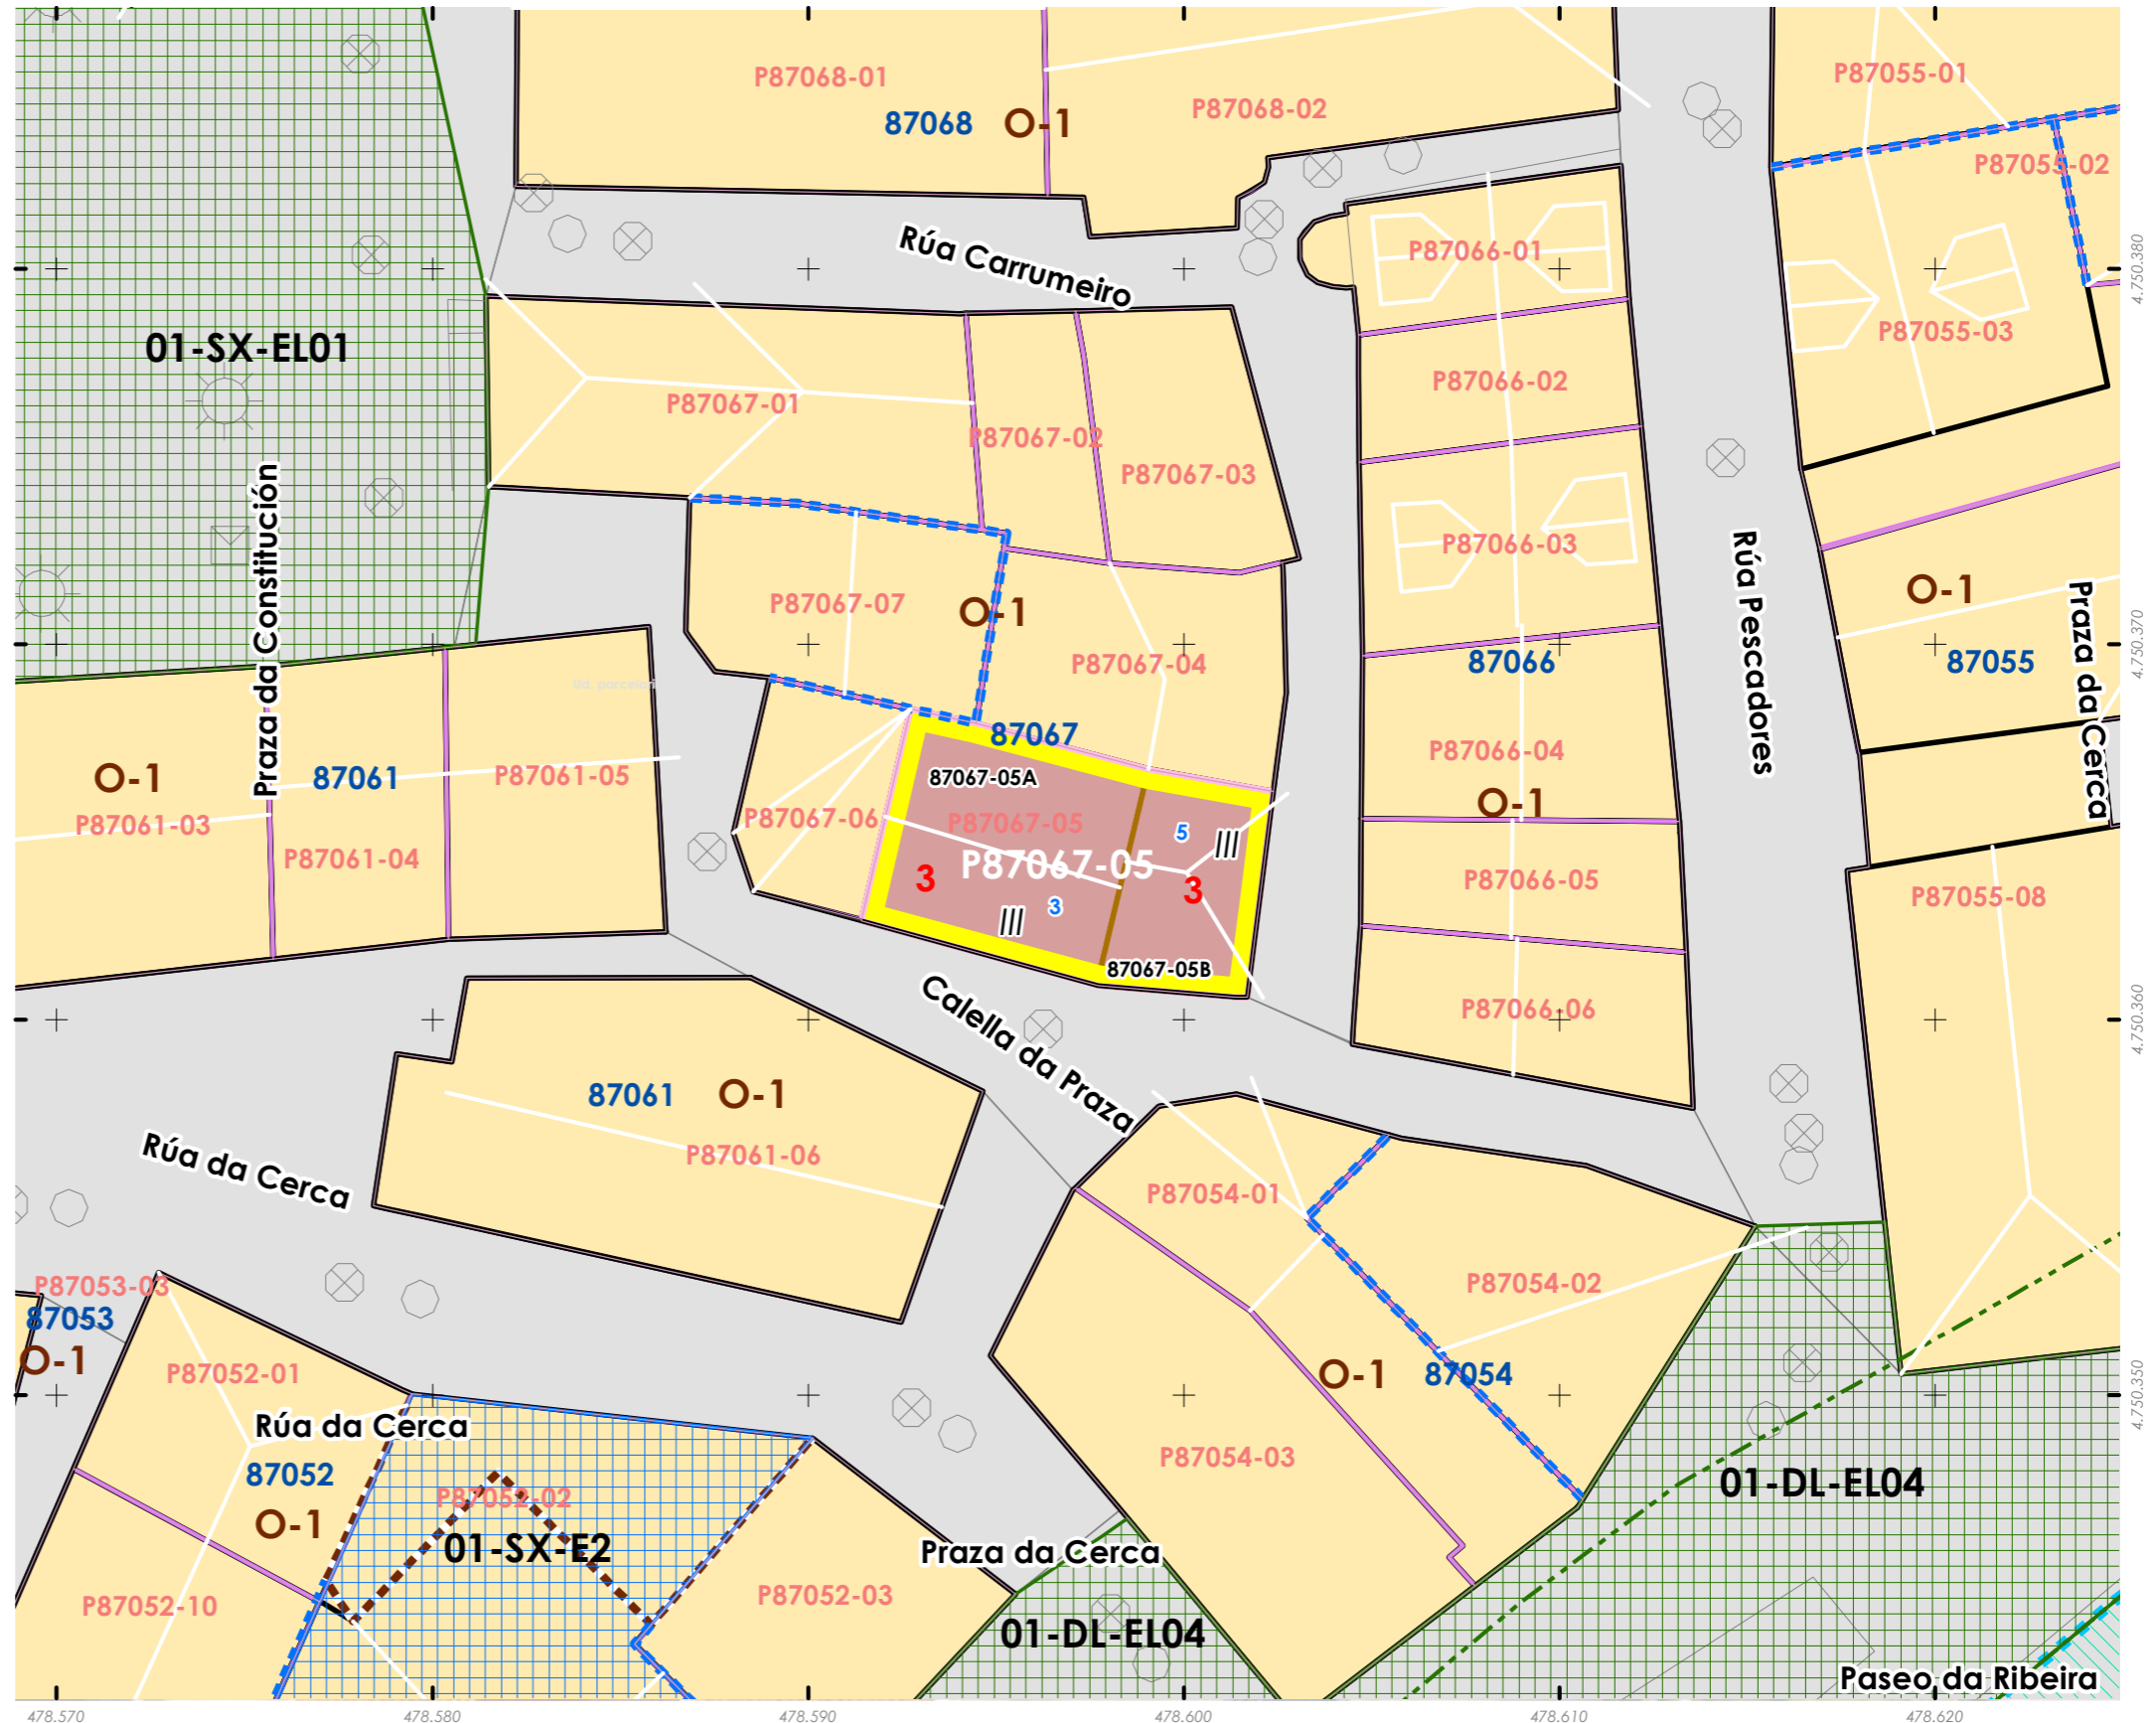 P87068-01
87068
O-1
P87068-02
P87055-01
P87055-02
Rúa Carrumeiro
P87066-01
4.750.380
01-SX-EL01
P87055-03
P87067-01
P87067-02
P87067-03
P87066-02
Praza da Constitución
P87066-03
Rúa Pescadores
O-1
Praza da Cerca
P87067-07
O-1
P87067-04
87066
87055
4.750.370
Ud. parcelari
87067
P87066-04
O-1
87061
P87061-05
87067-05A
P87061-03
P87061-04
P87067-06
P87067-05
5
III
O-1
P87067-05
3
3
3
III
P87066-05
P87055-08
87067-05B
Calella da Praza
P87066-06
4.750.360
87061
O-1
P87061-06
Rúa da Cerca
P87054-01
P87053-03
87053
O-1
P87054-02
P87052-01
O-1
87054
4.750.350
Rúa da Cerca
87052
P87054-03
01-DL-EL04
P87052-02
O-1
01-SX-E2
Praza da Cerca
P87052-10
P87052-03
01-DL-EL04
Paseo da Ribeira
478.570
478.580
478.590
478.600
478.610
478.620